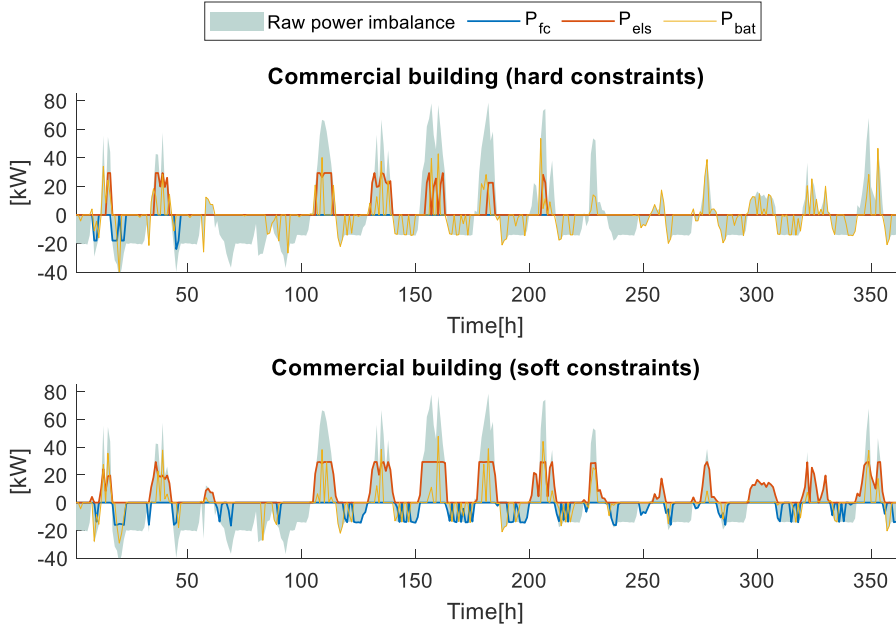 Raw power imbalance P_fc P_els P_bat
Commercial building (hard constraints)
80
60
40
20
0
-20
-40
[kW]
50 100 150 200 250 300 350
Time[h]
Commercial building (soft constraints)
80
60
40
20
0
-20
-40
[kW]
50 100 150 200 250 300 350
Time[h]